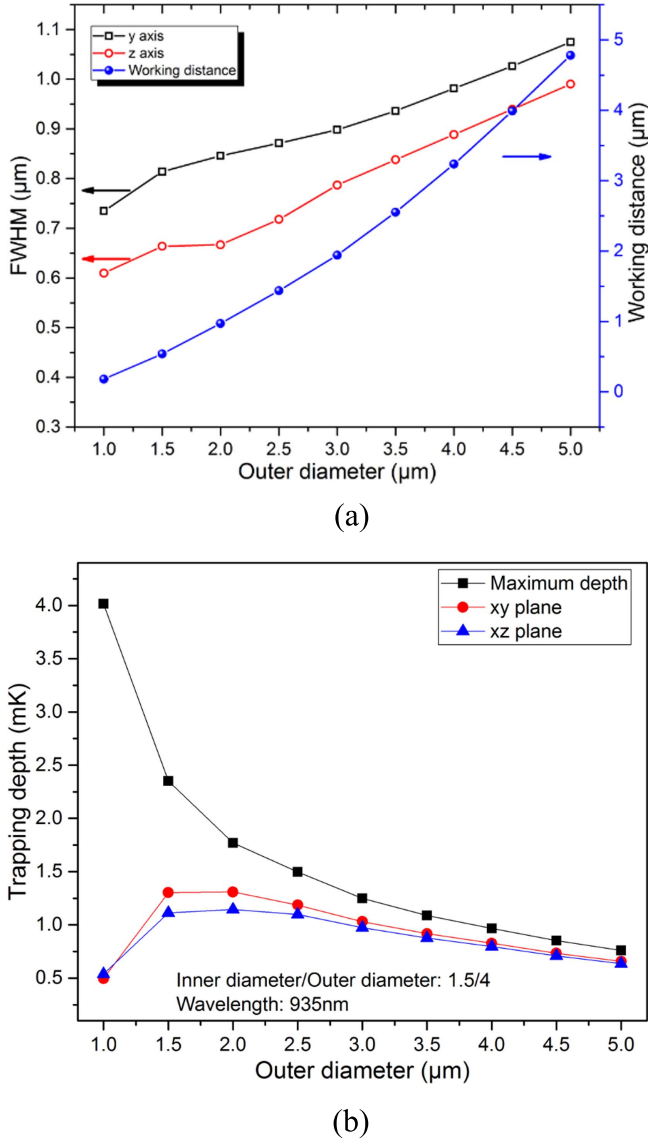 y axis
z axis
Working distance
1.1
1.0
0.9
0.8
0.7
0.6
0.5
0.4
0.3
FWHM (μm)
5
4
3
2
1
0
Working distance (μm)
1.0 1.5 2.0 2.5 3.0 3.5 4.0 4.5 5.0
Outer diameter (μm)
(a)
Maximum depth
xy plane
xz plane
4.0
3.5
3.0
2.5
2.0
1.5
1.0
0.5
Trapping depth (mK)
Inner diameter/Outer diameter: 1.5/4
Wavelength: 935nm
1.0 1.5 2.0 2.5 3.0 3.5 4.0 4.5 5.0
Outer diameter (μm)
(b)